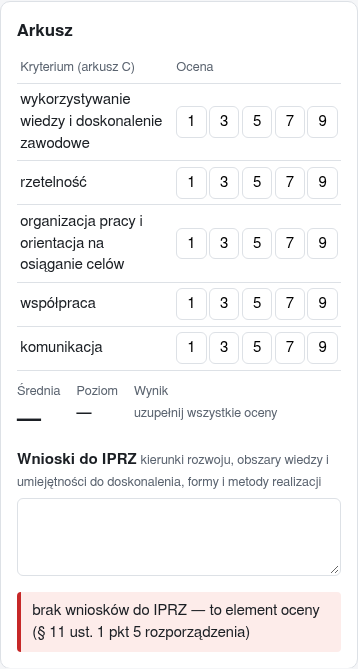 Arkusz
Kryterium (arkusz C) Ocena
wykorzystywanie
wiedzy i doskonalenie
zawodowe
1 3 5 7 9
rzetelność 1 3 5 7 9
organizacja pracy i
orientacja na
osiąganie celów
1 3 5 7 9
współpraca 1 3 5 7 9
komunikacja 1 3 5 7 9
Średnia Poziom Wynik
— — uzupełnij wszystkie oceny
Wnioski do IPRZ kierunki rozwoju, obszary wiedzy i
umiejętności do doskonalenia, formy i metody realizacji
brak wniosków do IPRZ — to element oceny
(§ 11 ust. 1 pkt 5 rozporządzenia)